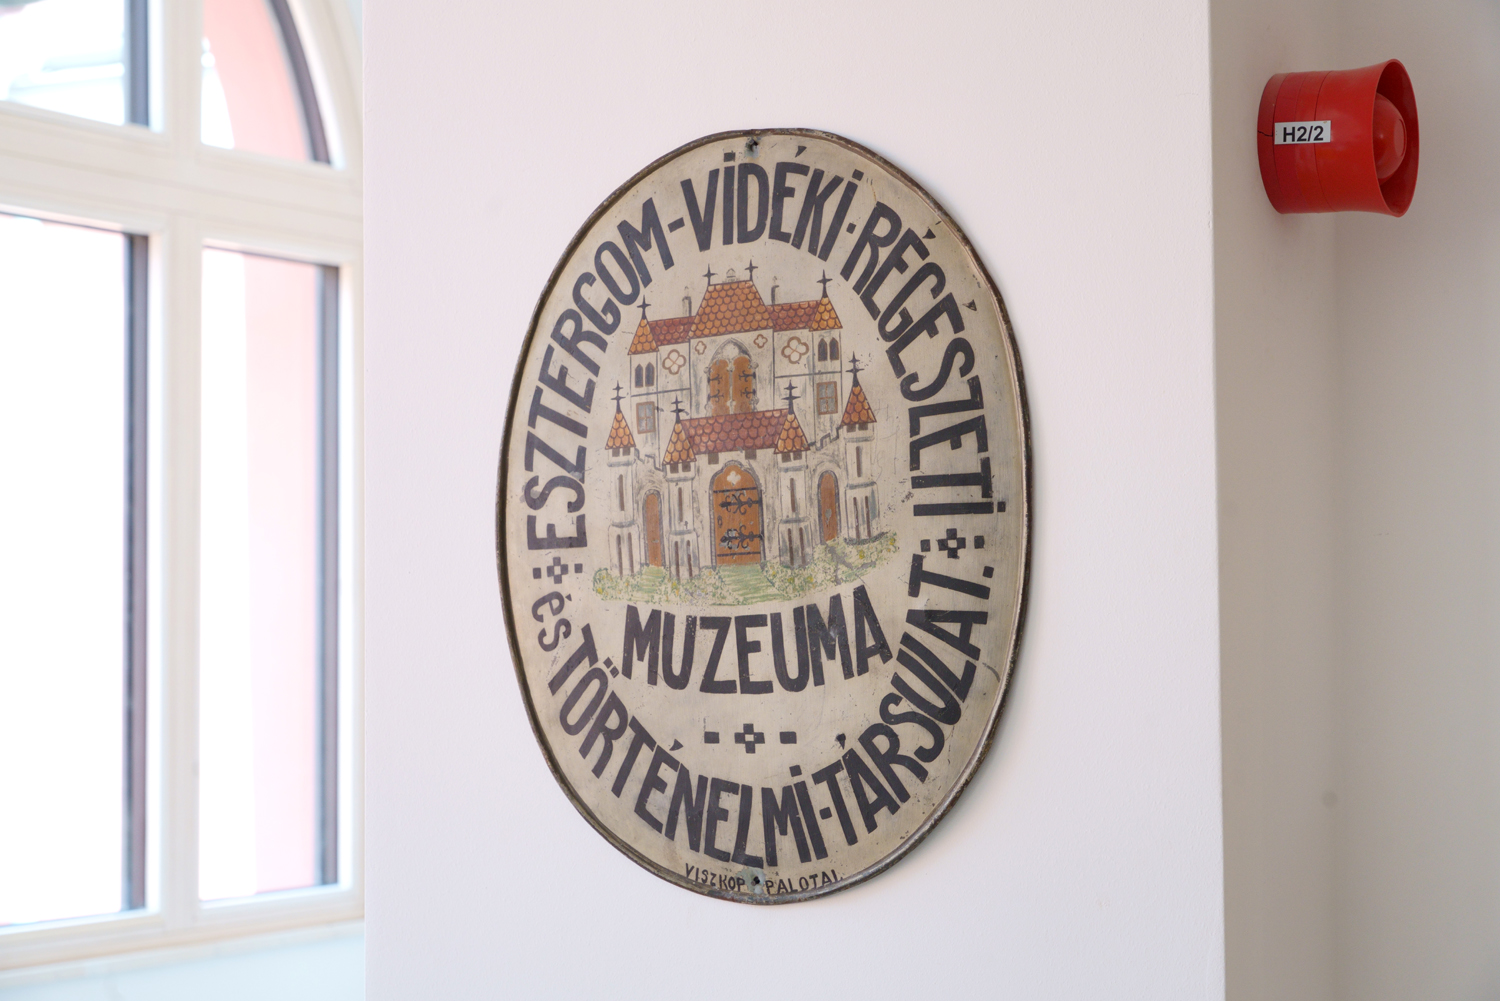 ESZTERGOM-VIDÉKI·RÉGÉSZETI
és TÖRTÉNELMI·TÁRSULAT.
MUZEUMA
VISZKOP PALOTAI.
H2/2